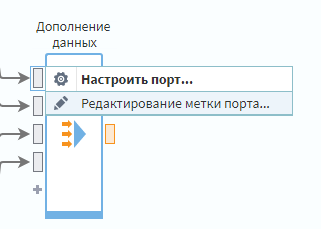 Дополнение
данных
Настроить порт...
Редактирование метки порта...